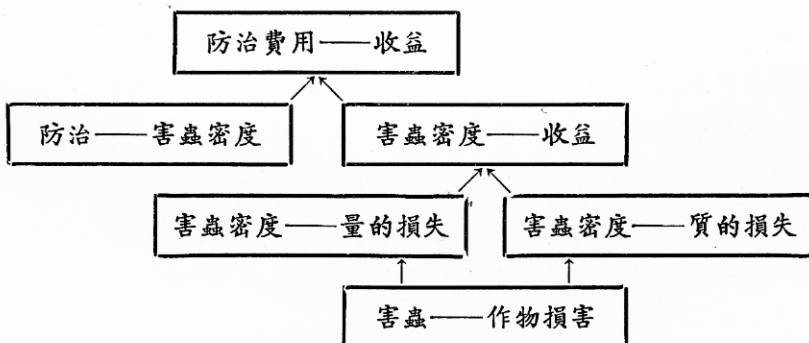 防治費用——收益
防治——害蟲密度
害蟲密度——收益
害蟲密度——量的損失
害蟲密度——質的損失
害蟲——作物損害